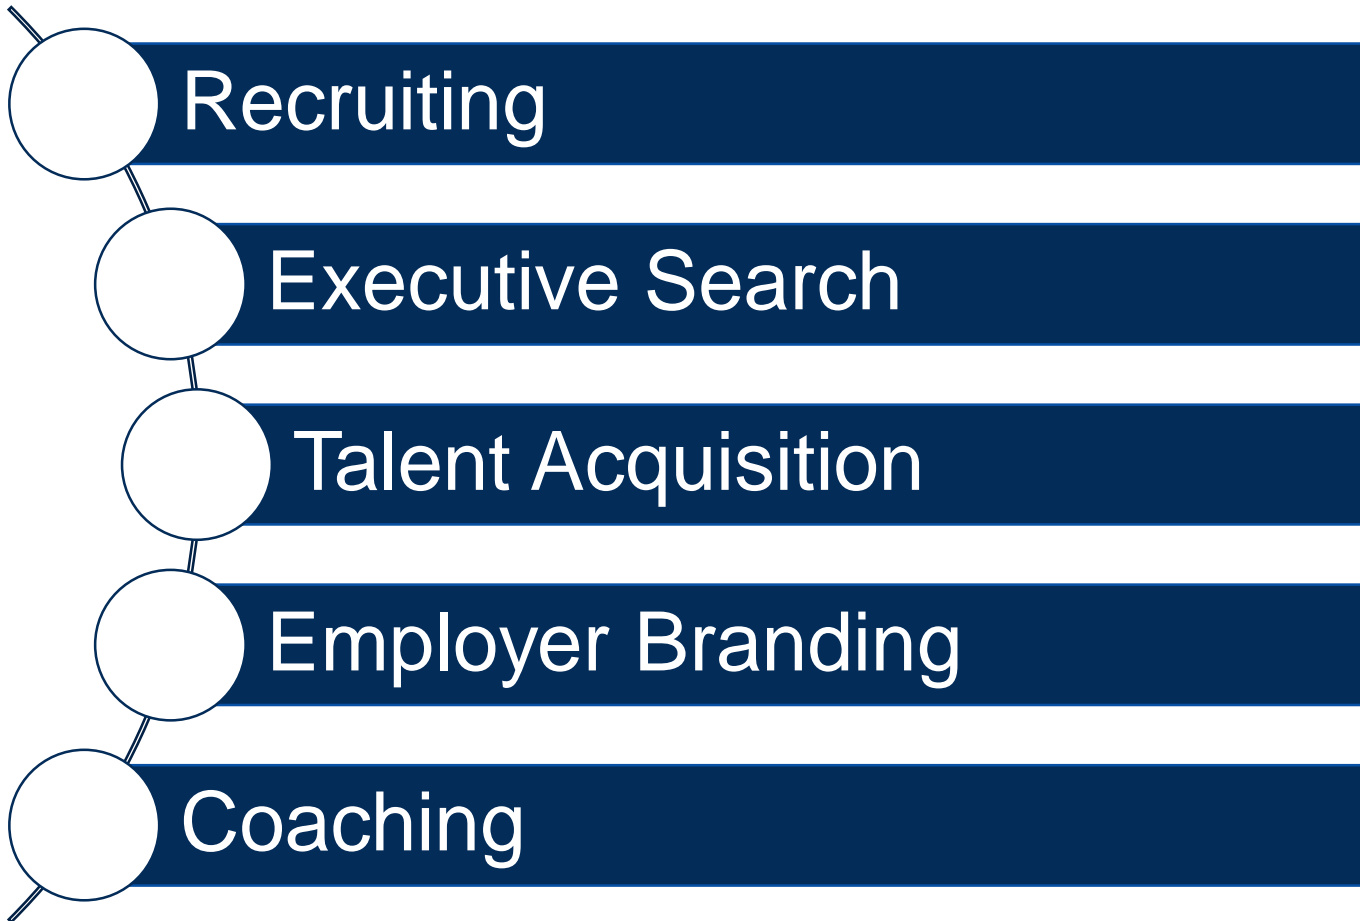 Recruiting
Executive Search
Talent Acquisition
Employer Branding
Coaching